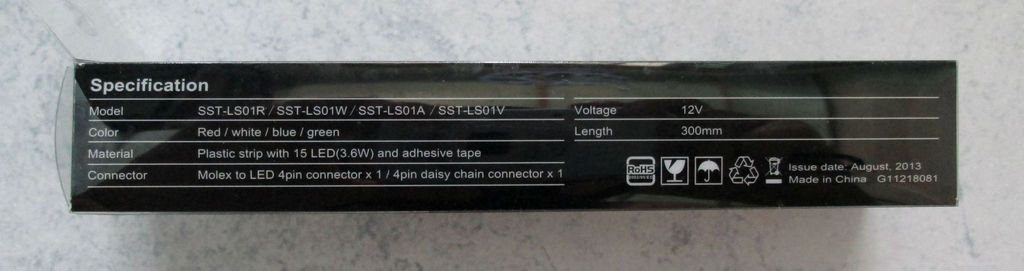 Specification
Model SST-LS01R / SST-LS01W / SST-LS01A / SST-LS01V
Color Red / white / blue / green
Material Plastic strip with 15 LED(3.6W) and adhesive tape
Connector Molex to LED 4pin connector x 1 / 4pin daisy chain connector x 1
Voltage 12V
Length 300mm
RoHS
Issue date: August, 2013
Made in China G11218081